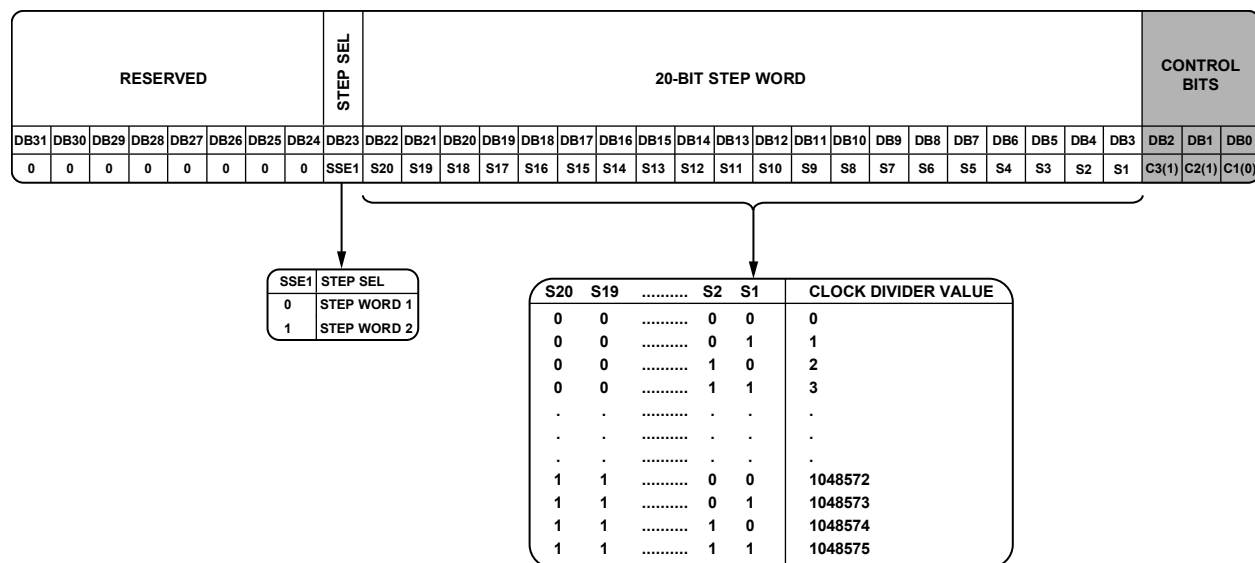 RESERVED
STEP SEL
20-BIT STEP WORD
CONTROL
BITS
DB31 DB30 DB29 DB28 DB27 DB26 DB25 DB24 DB23 DB22 DB21 DB20 DB19 DB18 DB17 DB16 DB15 DB14 DB13 DB12 DB11 DB10 DB9 DB8 DB7 DB6 DB5 DB4 DB3 DB2 DB1 DB0
0 0 0 0 0 0 0 0 SSE1 S20 S19 S18 S17 S16 S15 S14 S13 S12 S11 S10 S9 S8 S7 S6 S5 S4 S3 S2 S1 C3(1) C2(1) C1(0)
SSE1 STEP SEL
0 STEP WORD 1
1 STEP WORD 2
S20 S19 .......... S2 S1 CLOCK DIVIDER VALUE
0 0 .......... 0 0 0
0 0 .......... 0 1 1
0 0 .......... 1 0 2
0 0 .......... 1 1 3
. . .......... . . .
. . .......... . . .
. . .......... . . .
1 1 .......... 0 0 1048572
1 1 .......... 0 1 1048573
1 1 .......... 1 0 1048574
1 1 .......... 1 1 1048575